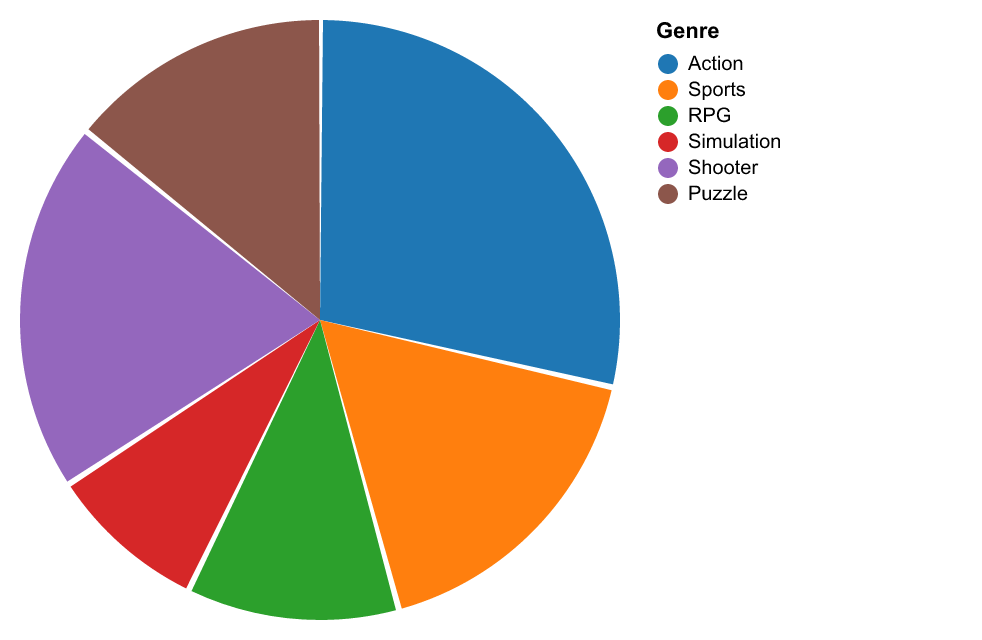 Genre
Action
Sports
RPG
Simulation
Shooter
Puzzle